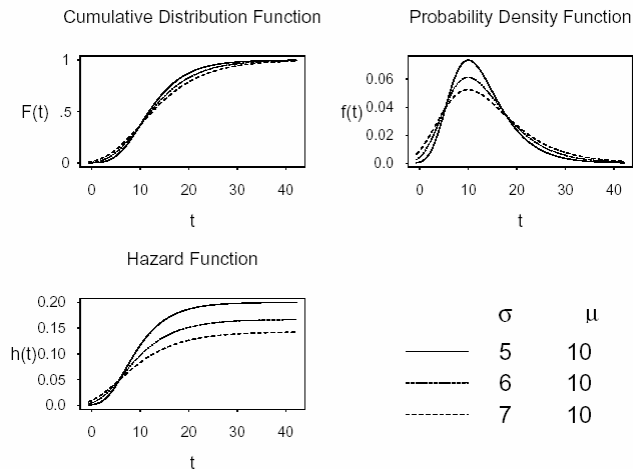 Cumulative Distribution Function
1
F(t) .5
0
0 10 20 30 40
t
Probability Density Function
0.06
0.04
f(t)
0.02
0.0
0 10 20 30 40
t
Hazard Function
0.20
0.15
h(t) 0.10
0.05
0.0
0 10 20 30 40
t
σ μ
5 10
6 10
7 10